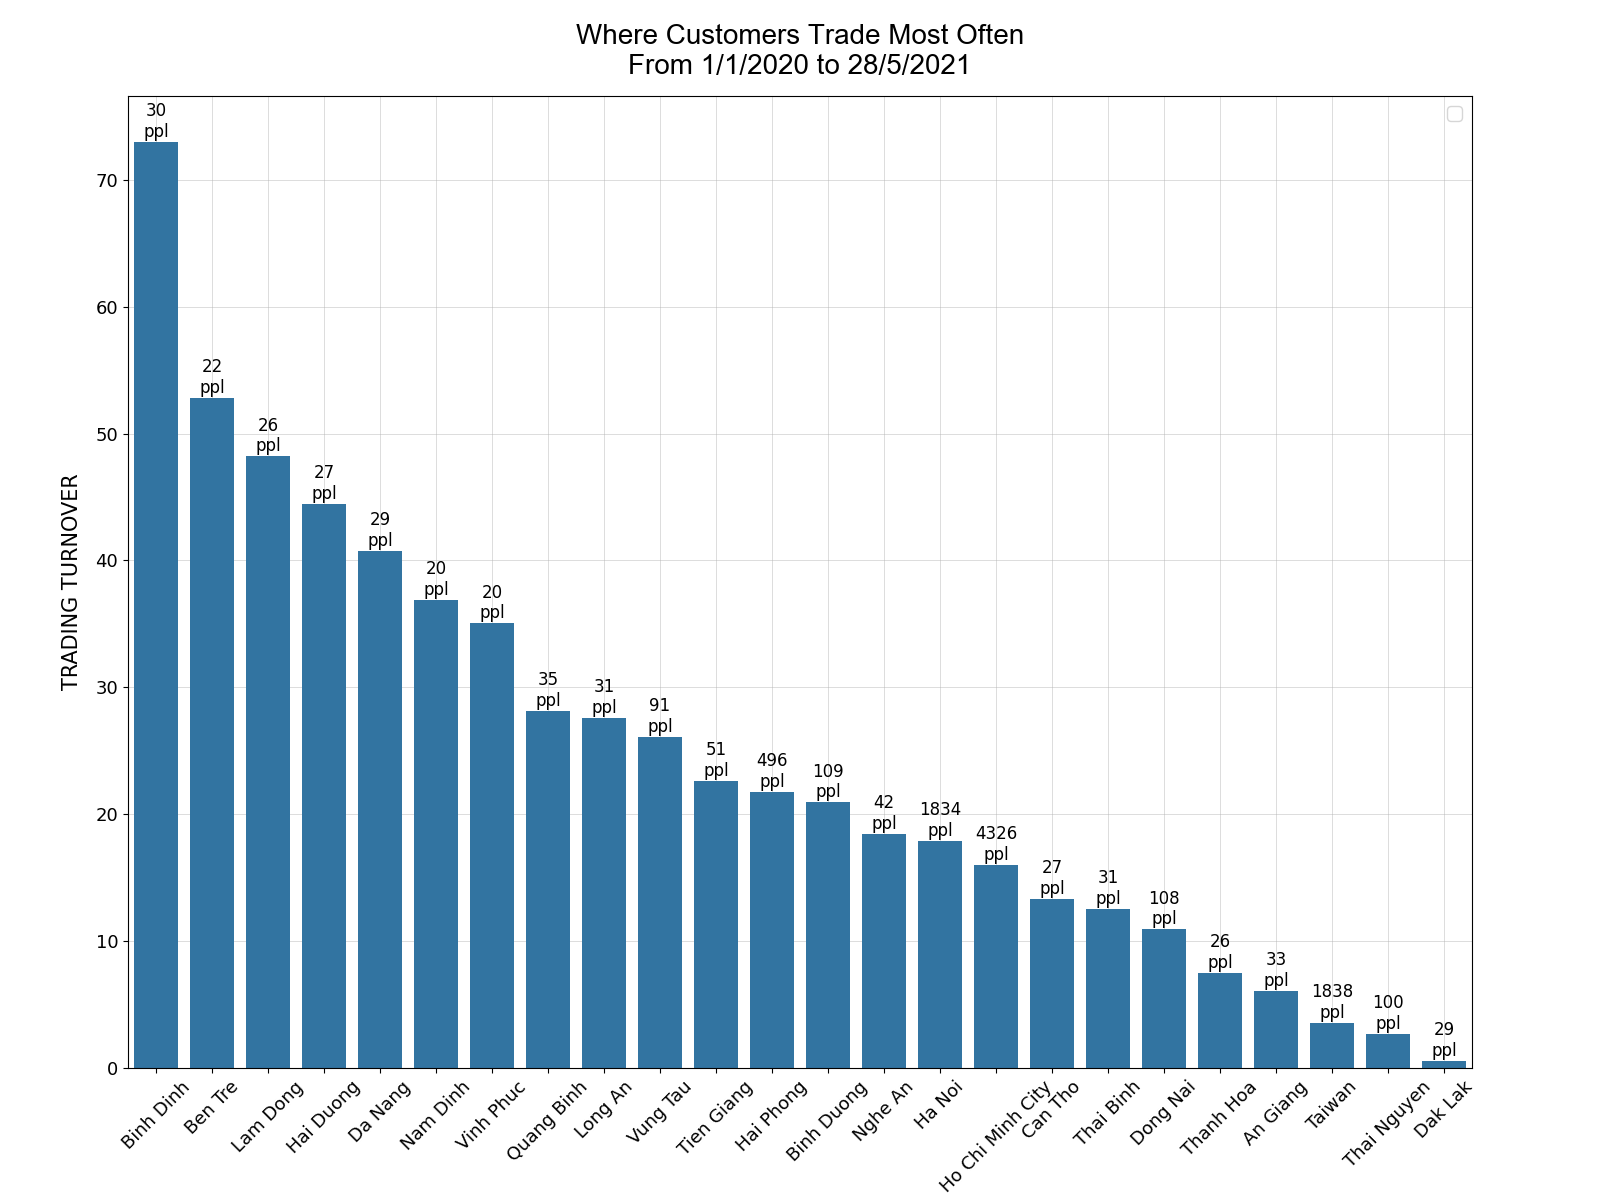 Where Customers Trade Most Often
From 1/1/2020 to 28/5/2021
TRADING TURNOVER
70
60
50
40
30
20
10
0
30
ppl
22
ppl
26
ppl
27
ppl
29
ppl
20
ppl
20
ppl
35
ppl
31
ppl
91
ppl
51
ppl
496
ppl
109
ppl
42
ppl
1834
ppl
4326
ppl
27
ppl
31
ppl
108
ppl
26
ppl
33
ppl
1838
ppl
100
ppl
29
ppl
Binh Dinh
Ben Tre
Lam Dong
Hai Duong
Da Nang
Nam Dinh
Vinh Phuc
Quang Binh
Long An
Vung Tau
Tien Giang
Hai Phong
Binh Duong
Nghe An
Ha Noi
Ho Chi Minh City
Can Tho
Thai Binh
Dong Nai
Thanh Hoa
An Giang
Taiwan
Thai Nguyen
Dak Lak